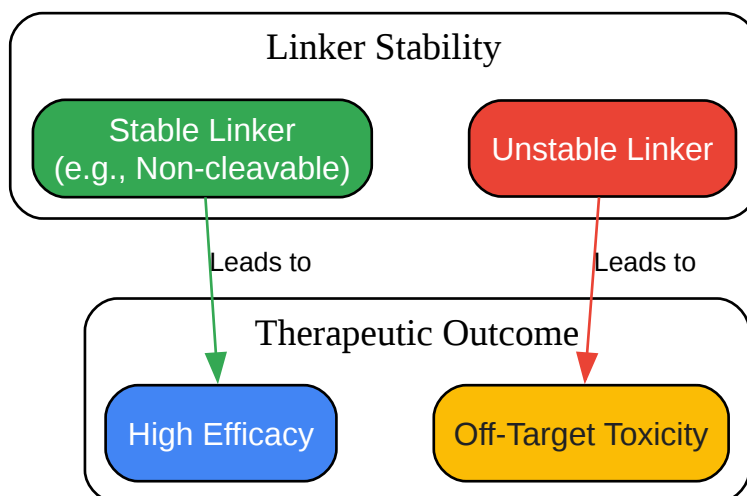 Linker Stability
Stable Linker
(e.g., Non-cleavable)
Unstable Linker
Leads to
Leads to
Therapeutic Outcome
High Efficacy
Off-Target Toxicity